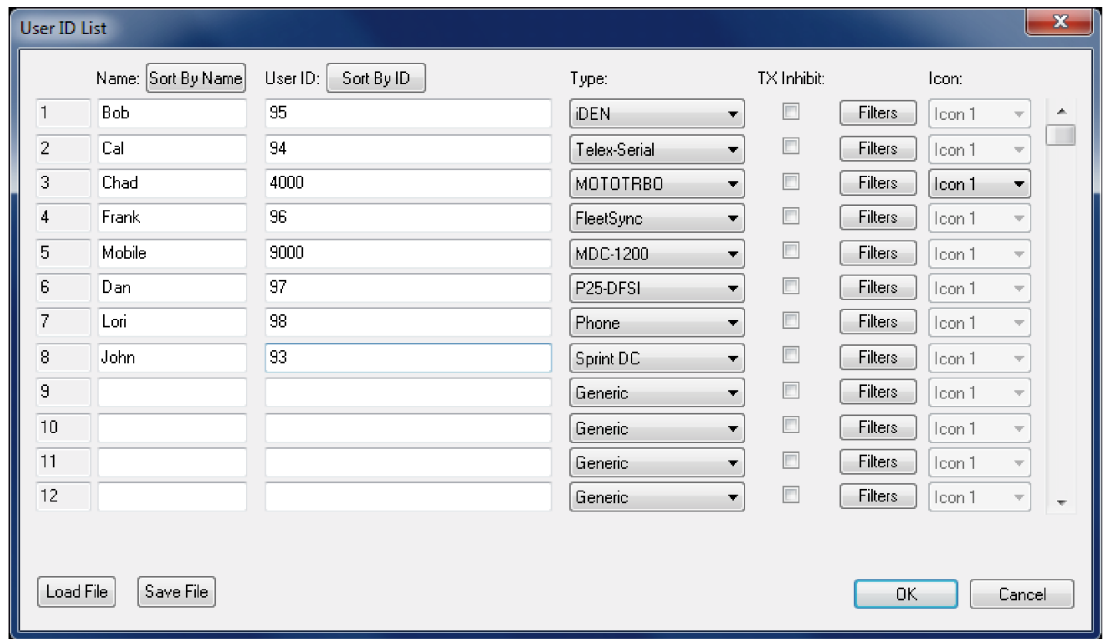 User ID List
Name: Sort By Name User ID: Sort By ID Type: TX Inhibit: Icon:
1 Bob 95 iDEN Filters Icon 1
2 Cal 94 Telex-Serial Filters Icon 1
3 Chad 4000 MOTOTRBO Filters Icon 1
4 Frank 96 FleetSync Filters Icon 1
5 Mobile 9000 MDC-1200 Filters Icon 1
6 Dan 97 P25-DFSI Filters Icon 1
7 Lori 98 Phone Filters Icon 1
8 John 93 Sprint DC Filters Icon 1
9 Generic Filters Icon 1
10 Generic Filters Icon 1
11 Generic Filters Icon 1
12 Generic Filters Icon 1
Load File Save File OK Cancel